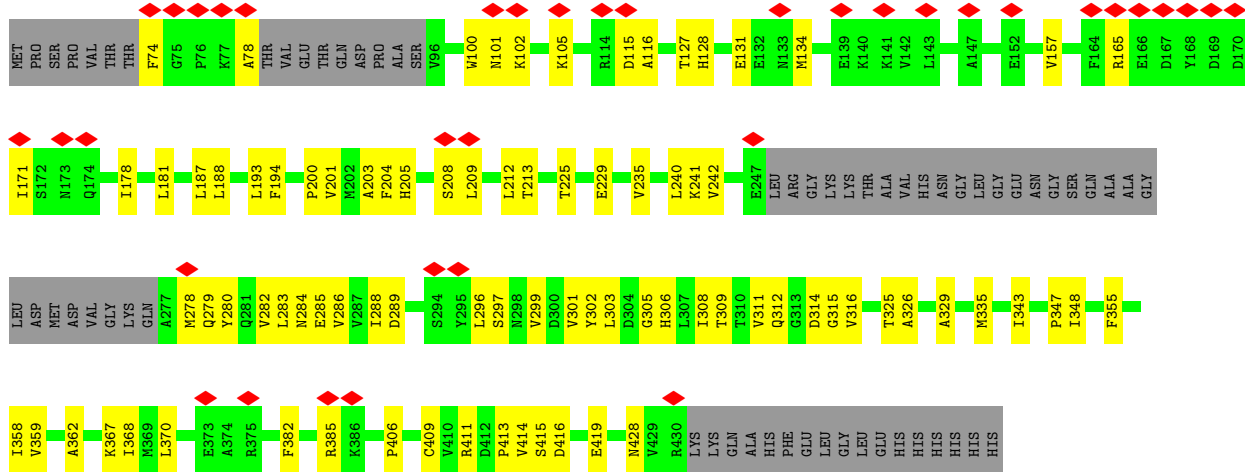 MET PRO SER PRO VAL THR THR F74 G75 P76 K77 A78 THR VAL GLU THR GLN ASP PRO ALA SER V96 W100 N101 K102 K105 R114 D115 A116 T127 H128 E131 E132 N133 M134 E139 K140 K141 V142 L143 A147 E152 V157 F164 R165 E166 D167 Y168 D169 D170
I171 S172 N173 Q174 I178 L181 L187 L188 L193 F194 P200 V201 M202 A203 F204 H205 S208 L209 L212 T213 T225 E229 V235 L240 K241 V242 E247 LEU ARG GLY LYS LYS THR ALA VAL HIS ASN GLY LEU GLY GLU ASN GLY SER GLN ALA ALA GLY
LEU ASP MET ASP VAL GLY LYS GLN A277 M278 Q279 Y280 Q281 V282 L283 N284 E285 V286 V287 I288 D289 S294 Y295 L296 S297 N298 V299 D300 V301 Y302 L303 D304 G305 H306 L307 I308 T309 T310 V311 Q312 G313 D314 G315 V316 T325 A326 A329 M335 I343 P347 I348 F355
I358 V359 A362 K367 I368 M369 L370 E373 A374 R375 F382 R385 K386 P406 C409 V410 R411 D412 P413 V414 S415 D416 E419 N428 V429 R430 LYS LYS GLN ALA HIS PHE GLU LEU GLY LEU GLU HIS HIS HIS HIS HIS HIS